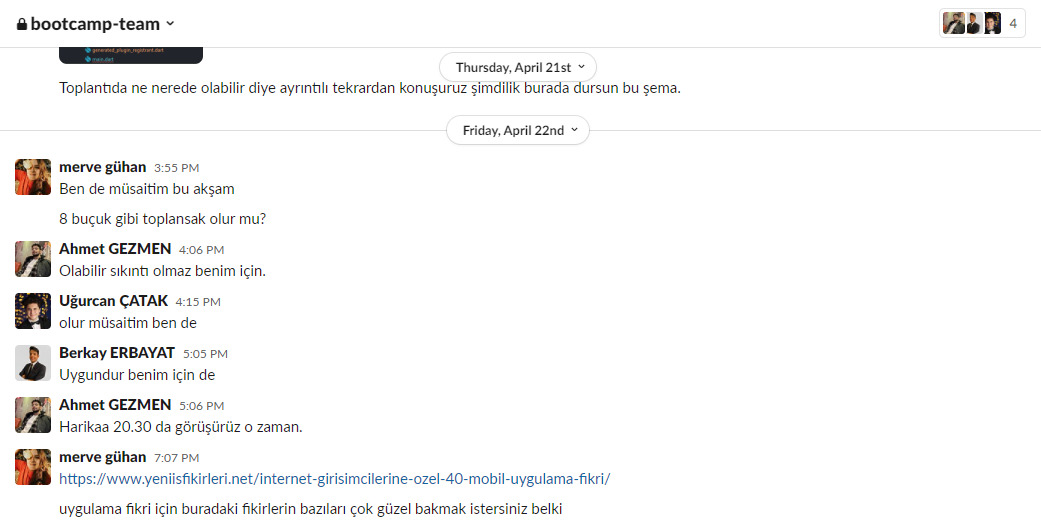 bootcamp-team
4
generated_plugin_registrant.dart
main.dart
Thursday, April 21st
Toplantıda ne nerede olabilir diye ayrıntılı tekrardan konuşuruz şimdilik burada dursun bu şema.
Friday, April 22nd
merve gühan 3:55 PM
Ben de müsaitim bu akşam
8 buçuk gibi toplansak olur mu?
Ahmet GEZMEN 4:06 PM
Olabilir sıkıntı olmaz benim için.
Uğurcan ÇATAK 4:15 PM
olur müsaitim ben de
Berkay ERBAYAT 5:05 PM
Uygundur benim için de
Ahmet GEZMEN 5:06 PM
Harikaa 20.30 da görüşürüz o zaman.
merve gühan 7:07 PM
https://www.yeniisfikirleri.net/internet-girisimcilerine-ozel-40-mobil-uygulama-fikri/
uygulama fikri için buradaki fikirlerin bazıları çok güzel bakmak istersiniz belki